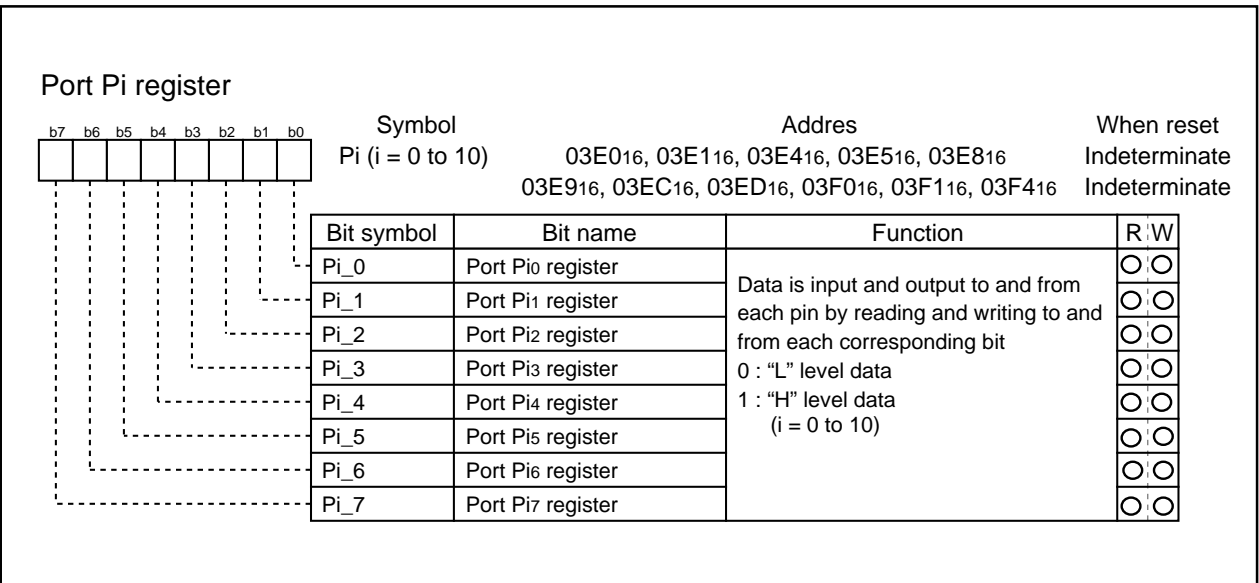 Port Pi register
b7 b6 b5 b4 b3 b2 b1 b0
Symbol Addres When reset
Pi (i = 0 to 10) 03E016, 03E116, 03E416, 03E516, 03E816 Indeterminate
03E916, 03EC16, 03ED16, 03F016, 03F116, 03F416 Indeterminate
Bit symbol Bit name Function R W
Pi_0 Port Pi0 register
Pi_1 Port Pi1 register
Pi_2 Port Pi2 register
Pi_3 Port Pi3 register
Pi_4 Port Pi4 register
Pi_5 Port Pi5 register
Pi_6 Port Pi6 register
Pi_7 Port Pi7 register
Data is input and output to and from
each pin by reading and writing to and
from each corresponding bit
0 : “L” level data
1 : “H” level data
(i = 0 to 10)